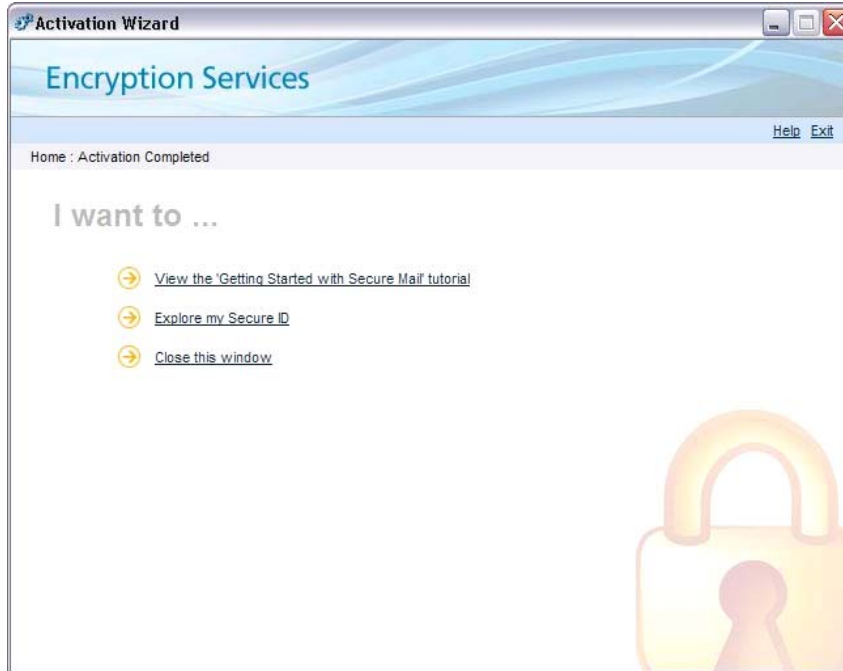 Activation Wizard
Encryption Services
Help Exit
Home : Activation Completed
I want to ...
View the 'Getting Started with Secure Mail' tutorial
Explore my Secure ID
Close this window